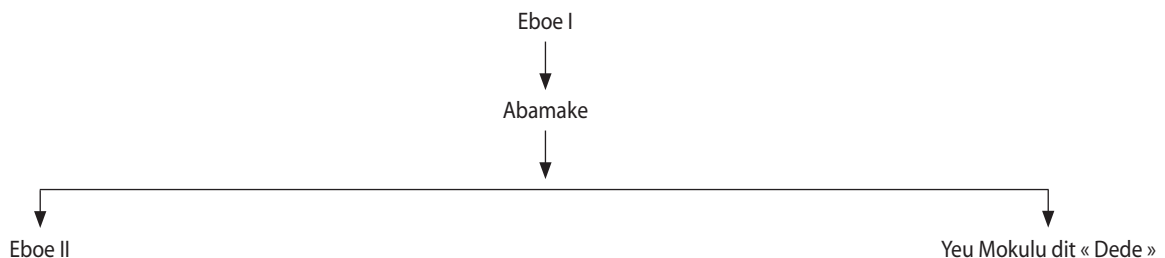 Eboe I
Abamake
Eboe II
Yeu Mokulu dit « Dede »